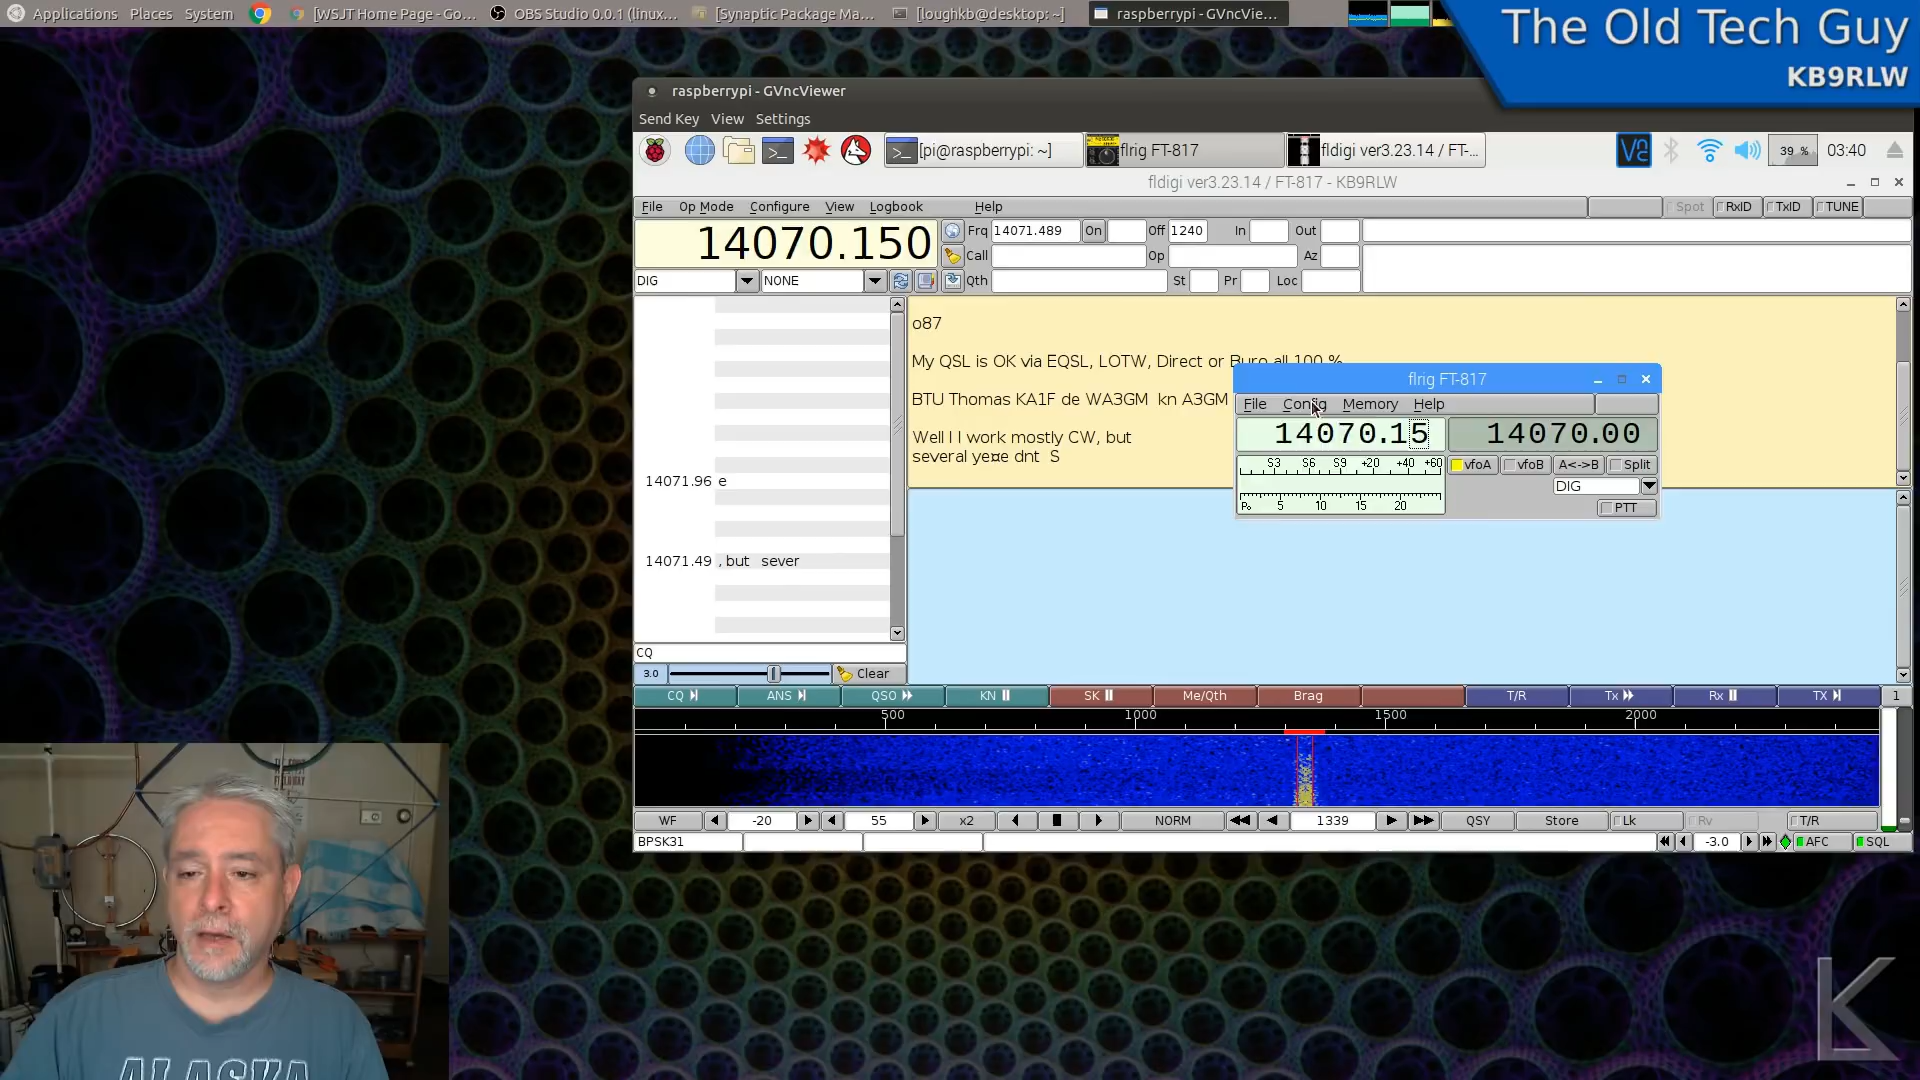 Applications Places System [WSJT Home Page - Go... OBS Studio 0.0.1 (linux... [Synaptic Package Ma... [loughkb@desktop: ~] raspberrypi - GVncVie...
The Old Tech Guy
KB9RLW
raspberrypi - GVncViewer
Send Key View Settings
[pi@raspberrypi: ~] flrig FT-817 fldigi ver3.23.14 / FT-... 39 % 03:40
fldigi ver3.23.14 / FT-817 - KB9RLW
File Op Mode Configure View Logbook Help Spot RxID TxID TUNE
14070.150 Frq 14071.489 On Off 1240 In Out
Call Op Az
DIG NONE Qth St Pr Loc
o87
My QSL is OK via EQSL, LOTW, Direct or Buro all 100 %
BTU Thomas KA1F de WA3GM kn A3GM
Well I I work mostly CW, but
several ye¤e dnt S
flrig FT-817
File Config Memory Help
14070.15 14070.00
S3 S6 S9 +20 +40 +60 vfoA vfoB A<->B Split
DIG
Po 5 10 15 20 PTT
14071.96 e
14071.49 , but sever
CQ
3.0 Clear
CQ ANS QSO KN SK Me/Qth Brag T/R Tx Rx TX 1
500 1000 1500 2000
WF -20 55 x2 NORM 1339 QSY Store Lk Rv T/R
BPSK31 -3.0 AFC SQL
ALASKA
K